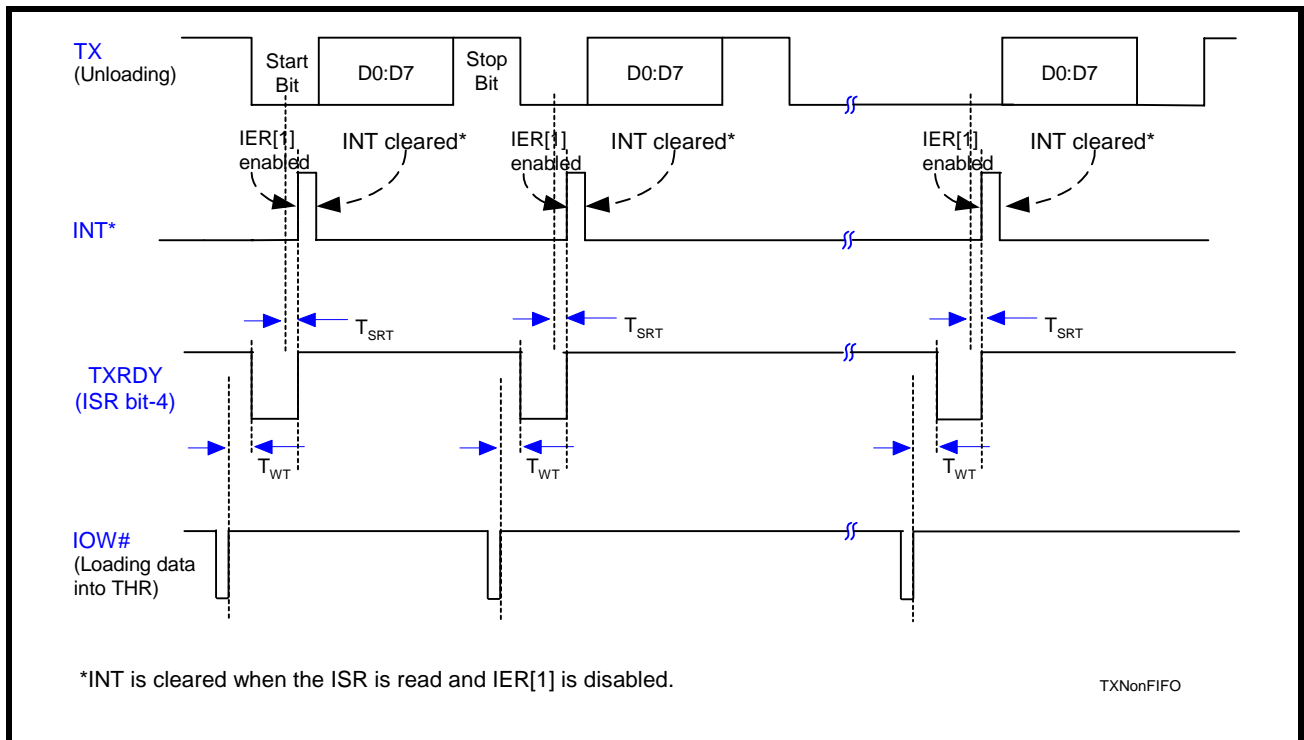 TX
(Unloading)
Start
Bit
D0:D7
Stop
Bit
D0:D7
D0:D7
IER[1]
enabled
INT cleared*
IER[1]
enabled
INT cleared*
IER[1]
enabled
INT cleared*
INT*
TSRT
TSRT
TSRT
TXRDY
(ISR bit-4)
TWT
TWT
TWT
IOW#
(Loading data
into THR)
*INT is cleared when the ISR is read and IER[1] is disabled.
TXNonFIFO